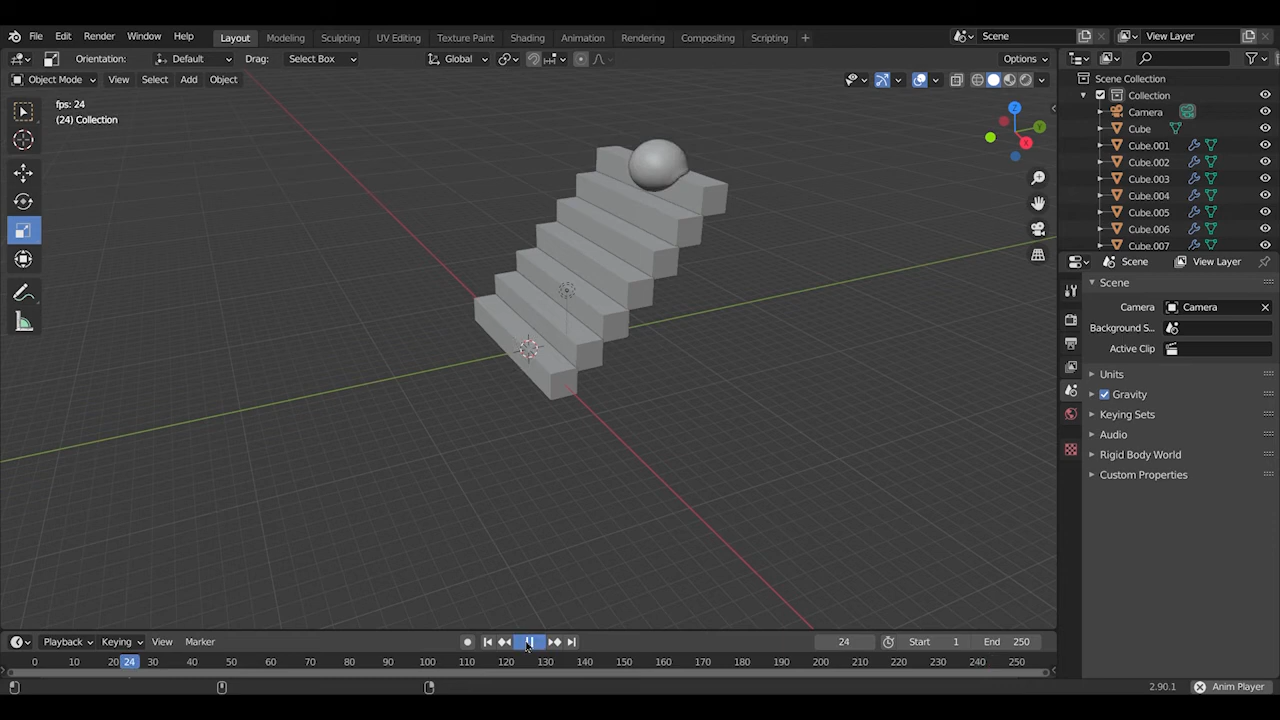 File Edit Render Window Help Layout Modeling Sculpting UV Editing Texture Paint Shading Animation Rendering Compositing Scripting + Scene View Layer
Orientation: Default Drag: Select Box Global Options
Object Mode View Select Add Object
fps: 24
(24) Collection
Z
Y
X
Scene Collection
Collection
Camera
Cube
Cube.001
Cube.002
Cube.003
Cube.004
Cube.005
Cube.006
Cube.007
Scene View Layer
Scene
Camera Camera
Background S...
Active Clip
Units
Gravity
Keying Sets
Audio
Rigid Body World
Custom Properties
Playback Keying View Marker 24 Start 1 End 250
0 10 20 24 30 40 50 60 70 80 90 100 110 120 130 140 150 160 170 180 190 200 210 220 230 240 250
2.90.1 Anim Player